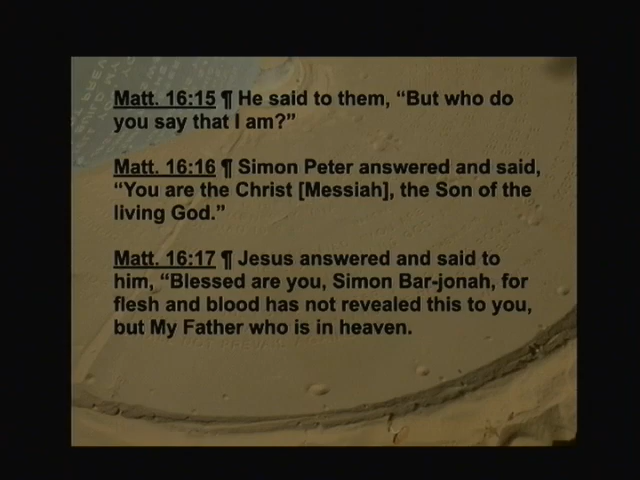 Matt. 16:15 ¶ He said to them, “But who do
you say that I am?”
Matt. 16:16 ¶ Simon Peter answered and said,
“You are the Christ [Messiah], the Son of the
living God.”
Matt. 16:17 ¶ Jesus answered and said to
him, “Blessed are you, Simon Bar-jonah, for
flesh and blood has not revealed this to you,
but My Father who is in heaven.